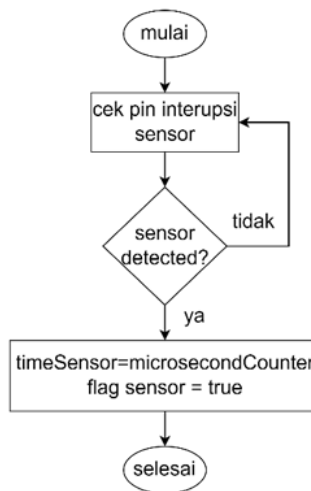 mulai
cek pin interupsi
sensor
sensor
detected?
tidak
ya
timeSensor=microsecondCounter
flag sensor = true
selesai